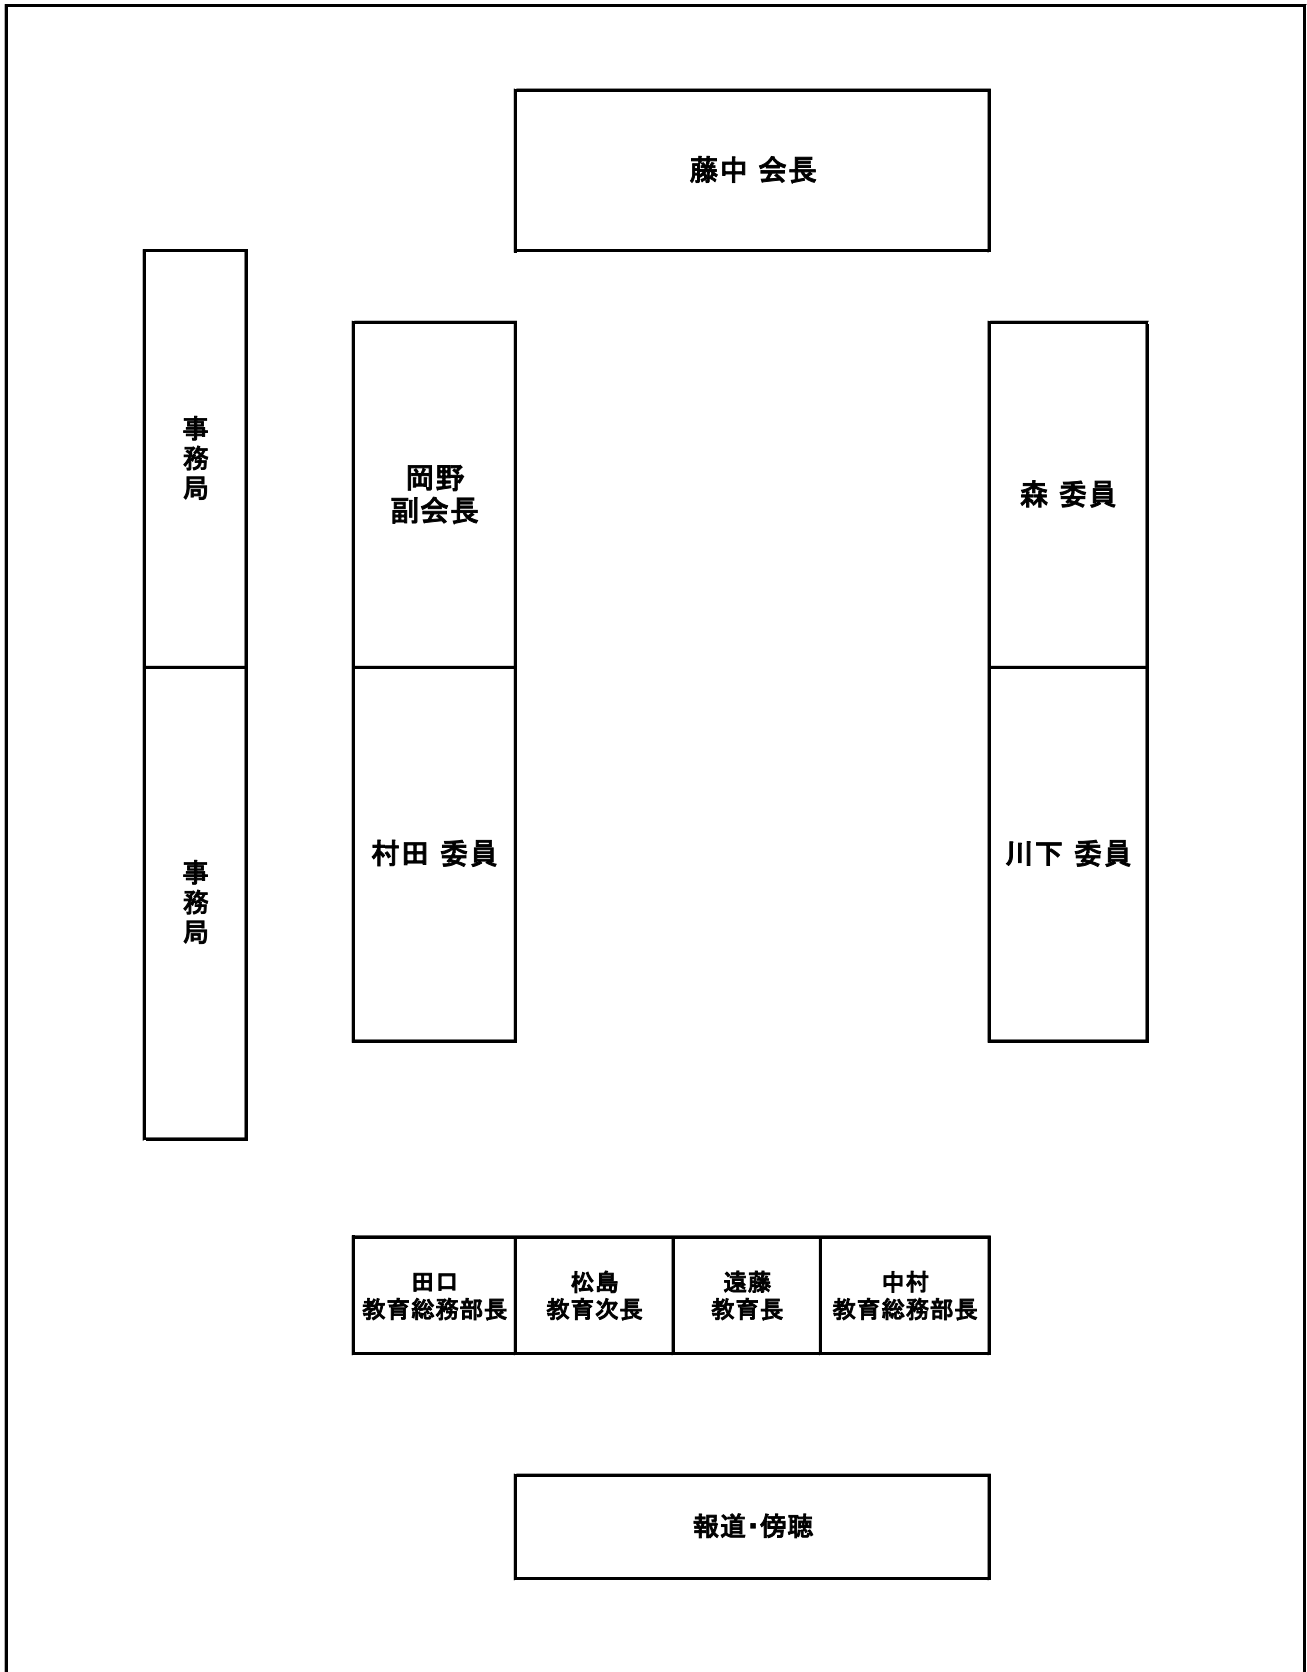 藤中 会長
事務局
岡野
副会長
森 委員
事務局
村田 委員
川下 委員
田口
教育総務部長
松島
教育次長
遠藤
教育長
中村
教育総務部長
報道・傍聴